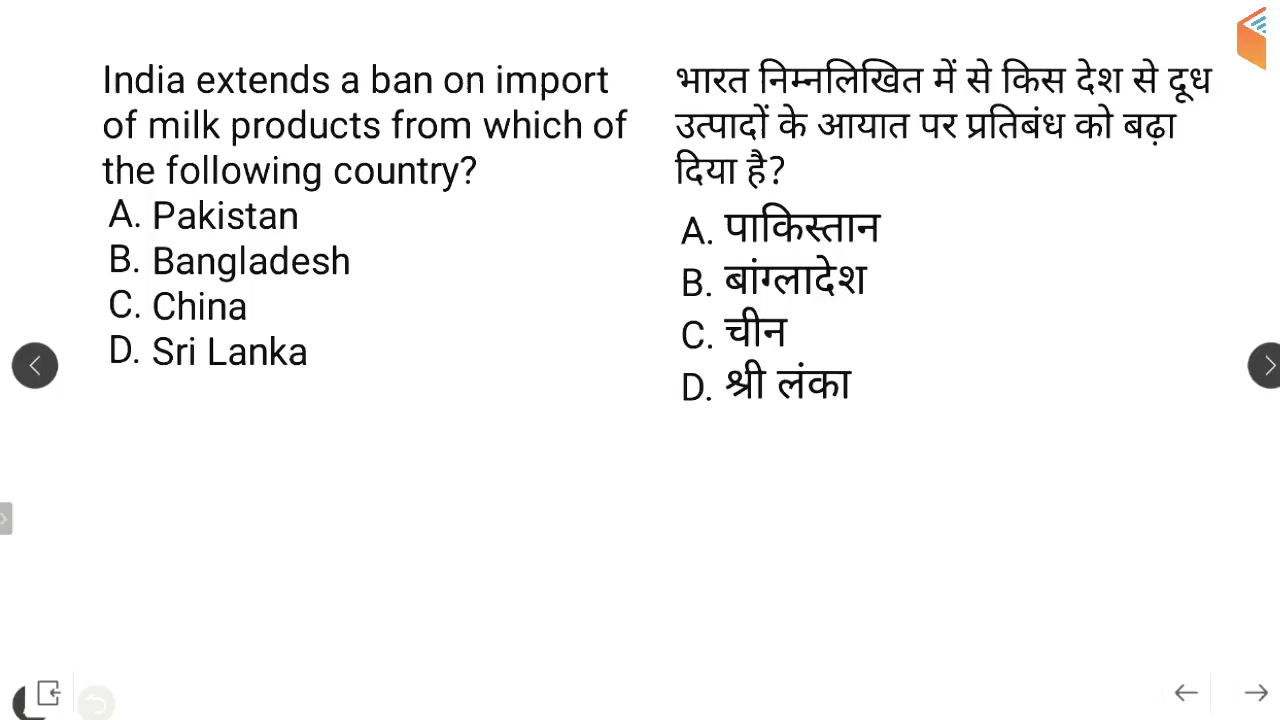 India extends a ban on import
of milk products from which of
the following country?
A. Pakistan
B. Bangladesh
C. China
D. Sri Lanka
भारत निम्नलिखित में से किस देश से दूध
उत्पादों के आयात पर प्रतिबंध को बढ़ा
दिया है?
A. पाकिस्तान
B. बांग्लादेश
C. चीन
D. श्री लंका